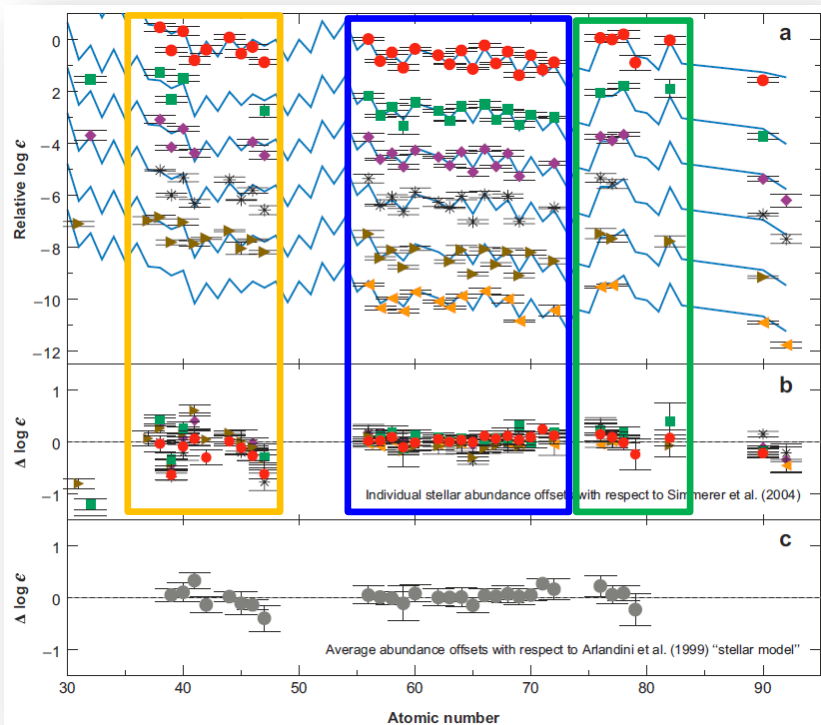 a
0
2
−4
−6
−8
−10
−12
Relative log ϵ
b
1
0
−1
Δ log ϵ
Individual stellar abundance offsets with respect to Simmerer et al. (2004)
c
1
0
−1
Δ log ϵ
Average abundance offsets with respect to Arlandini et al. (1999) “stellar model”
30 40 50 60 70 80 90
Atomic number